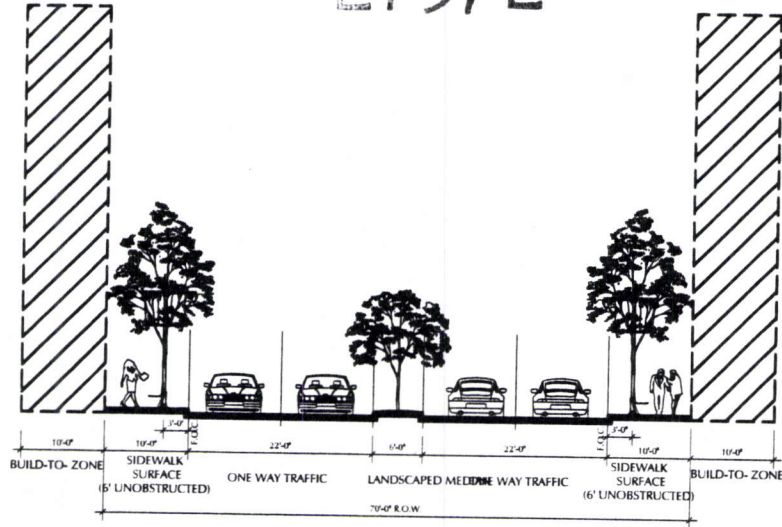 3'-0"
F.O.C
F.O.C
3'-0"
10'-0"
10'-0"
22'-0"
6'-0"
22'-0"
10'-0"
10'-0"
BUILD-TO- ZONE
SIDEWALK
SURFACE
(6' UNOBSTRUCTED)
ONE WAY TRAFFIC
LANDSCAPED MEDIAN
ONE WAY TRAFFIC
SIDEWALK
SURFACE
(6' UNOBSTRUCTED)
BUILD-TO- ZONE
70'-0" R.O.W.